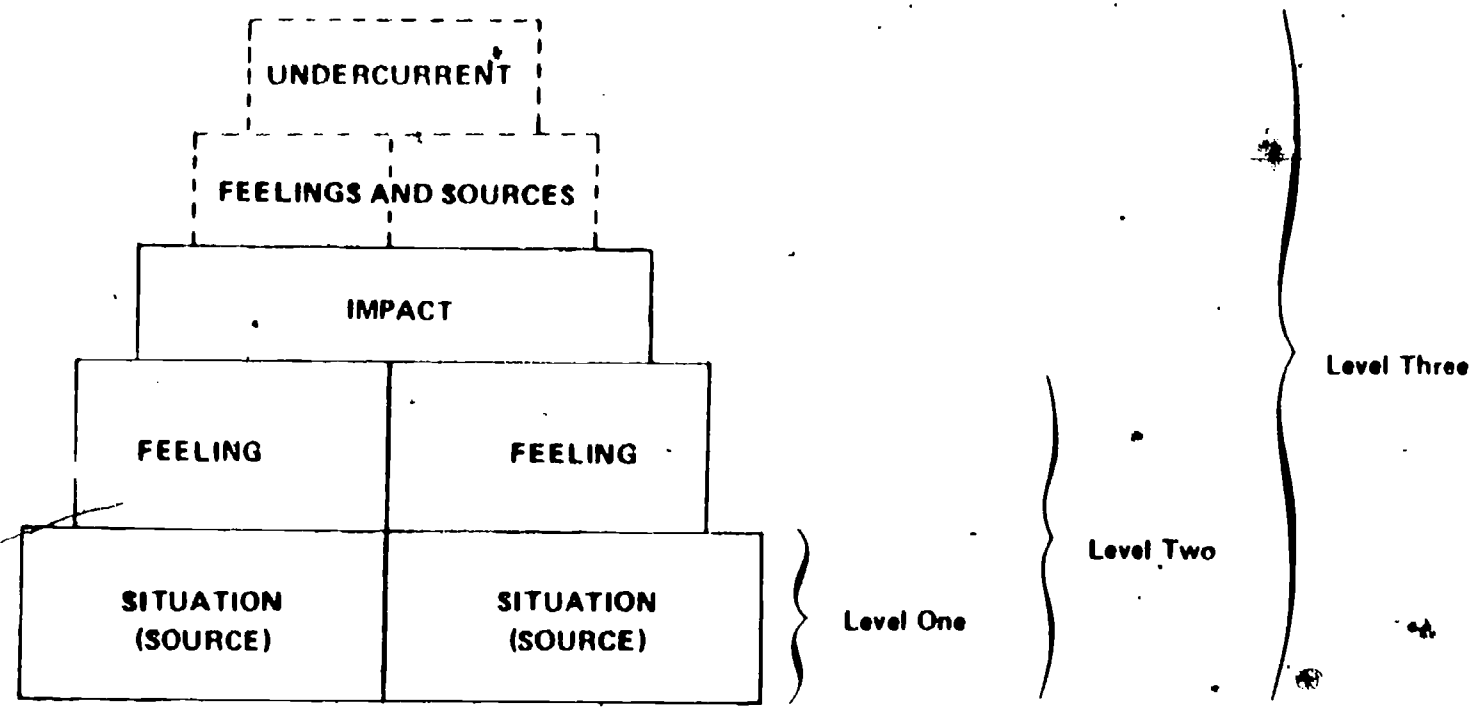 UNDERCURRENT
FEELINGS AND SOURCES
IMPACT
Level Three
FEELING FEELING
Level Two
SITUATION
(SOURCE)
SITUATION
(SOURCE)
Level One